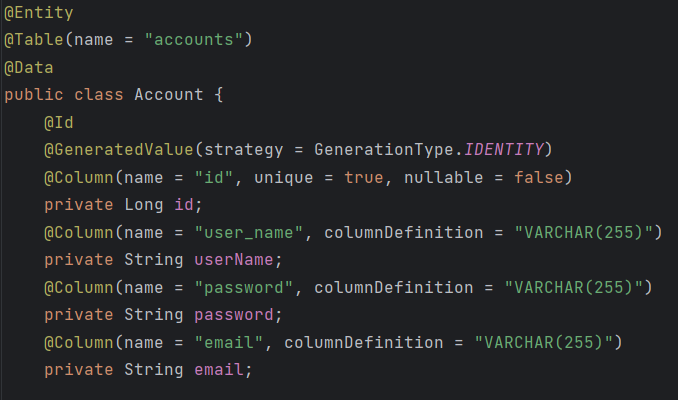 @Entity
@Table(name = "accounts")
@Data
public class Account {
    @Id
    @GeneratedValue(strategy = GenerationType.IDENTITY)
    @Column(name = "id", unique = true, nullable = false)
    private Long id;
    @Column(name = "user_name", columnDefinition = "VARCHAR(255)")
    private String userName;
    @Column(name = "password", columnDefinition = "VARCHAR(255)")
    private String password;
    @Column(name = "email", columnDefinition = "VARCHAR(255)")
    private String email;